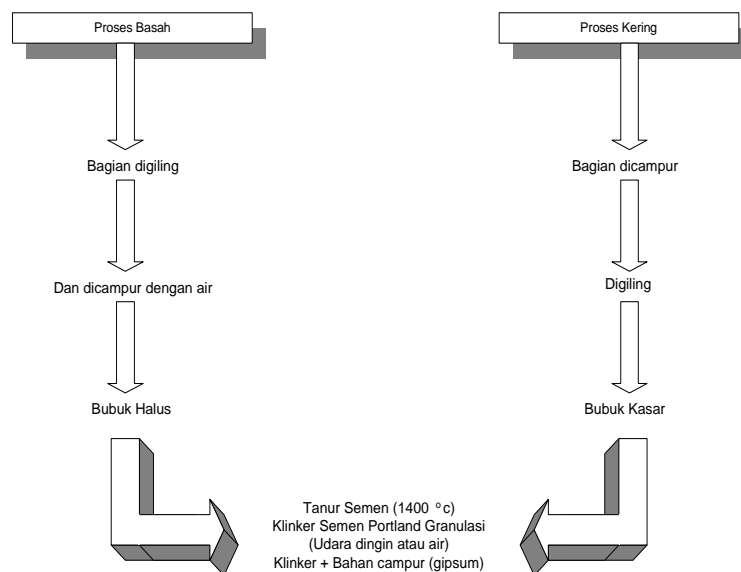 Proses Basah
Proses Kering
Bagian digiling
Bagian dicampur
Dan dicampur dengan air
Digiling
Bubuk Halus
Bubuk Kasar
Tanur Semen (1400 °c)
Klinker Semen Portland Granulasi
(Udara dingin atau air)
Klinker + Bahan campur (gipsum)